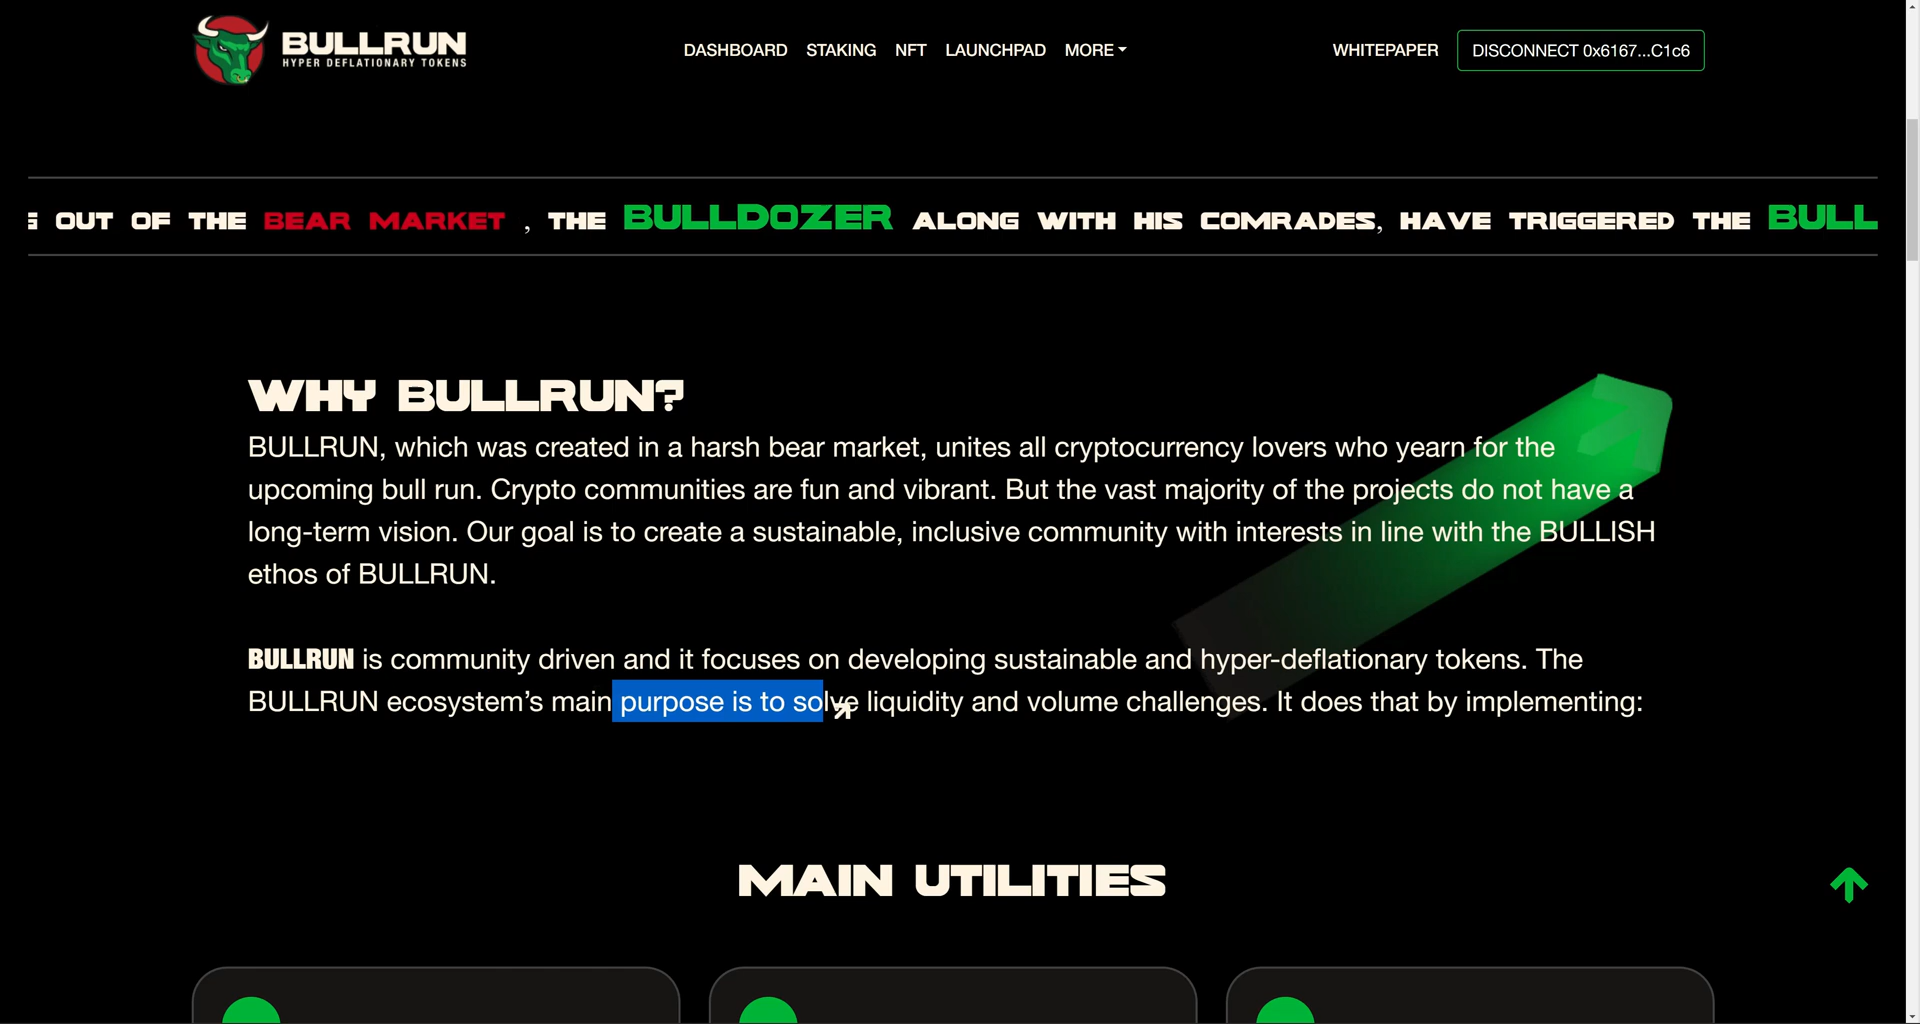 BULLRUN
HYPER DEFLATIONARY TOKENS
DASHBOARD STAKING NFT LAUNCHPAD MORE
WHITEPAPER DISCONNECT 0x6167...C1c6
OUT OF THE BEAR MARKET , THE BULLDOZER ALONG WITH HIS COMRADES, HAVE TRIGGERED THE BULL
WHY BULLRUN?
BULLRUN, which was created in a harsh bear market, unites all cryptocurrency lovers who yearn for the
upcoming bull run. Crypto communities are fun and vibrant. But the vast majority of the projects do not have a
long-term vision. Our goal is to create a sustainable, inclusive community with interests in line with the BULLISH
ethos of BULLRUN.
BULLRUN is community driven and it focuses on developing sustainable and hyper-deflationary tokens. The
BULLRUN ecosystem’s main purpose is to solve liquidity and volume challenges. It does that by implementing:
MAIN UTILITIES